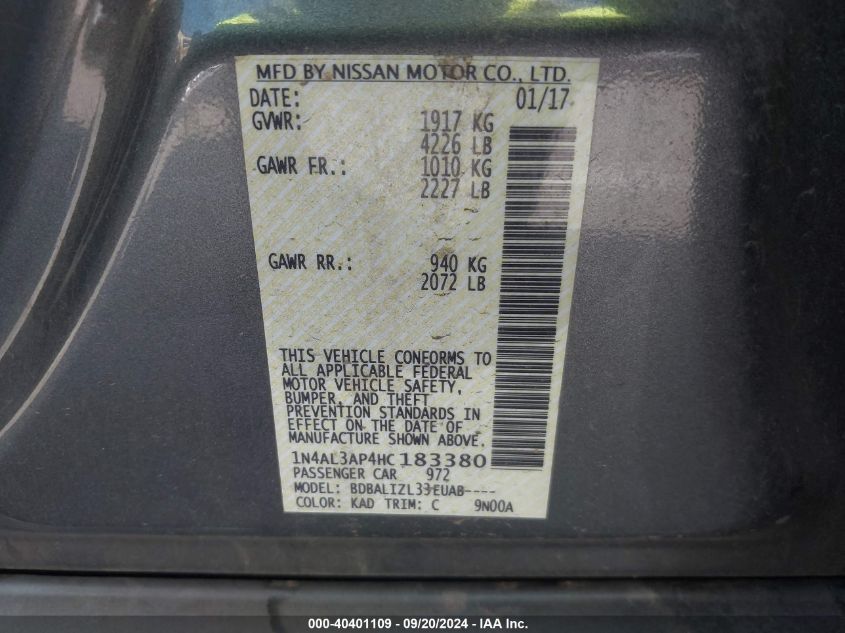 MFD BY NISSAN MOTOR CO., LTD.
DATE: 01/17
GVWR: 1917 KG
4226 LB
GAWR FR.: 1010 KG
2227 LB
GAWR RR.: 940 KG
2072 LB
THIS VEHICLE CONFORMS TO
ALL APPLICABLE FEDERAL
MOTOR VEHICLE SAFETY,
BUMPER, AND THEFT
PREVENTION STANDARDS IN
EFFECT ON THE DATE OF
MANUFACTURE SHOWN ABOVE.
1N4AL3AP4HC183380
PASSENGER CAR 972
MODEL: BDBALIZL33EUAB----
COLOR: KAD TRIM: C 9N00A
000-40401109 - 09/20/2024 - IAA Inc.